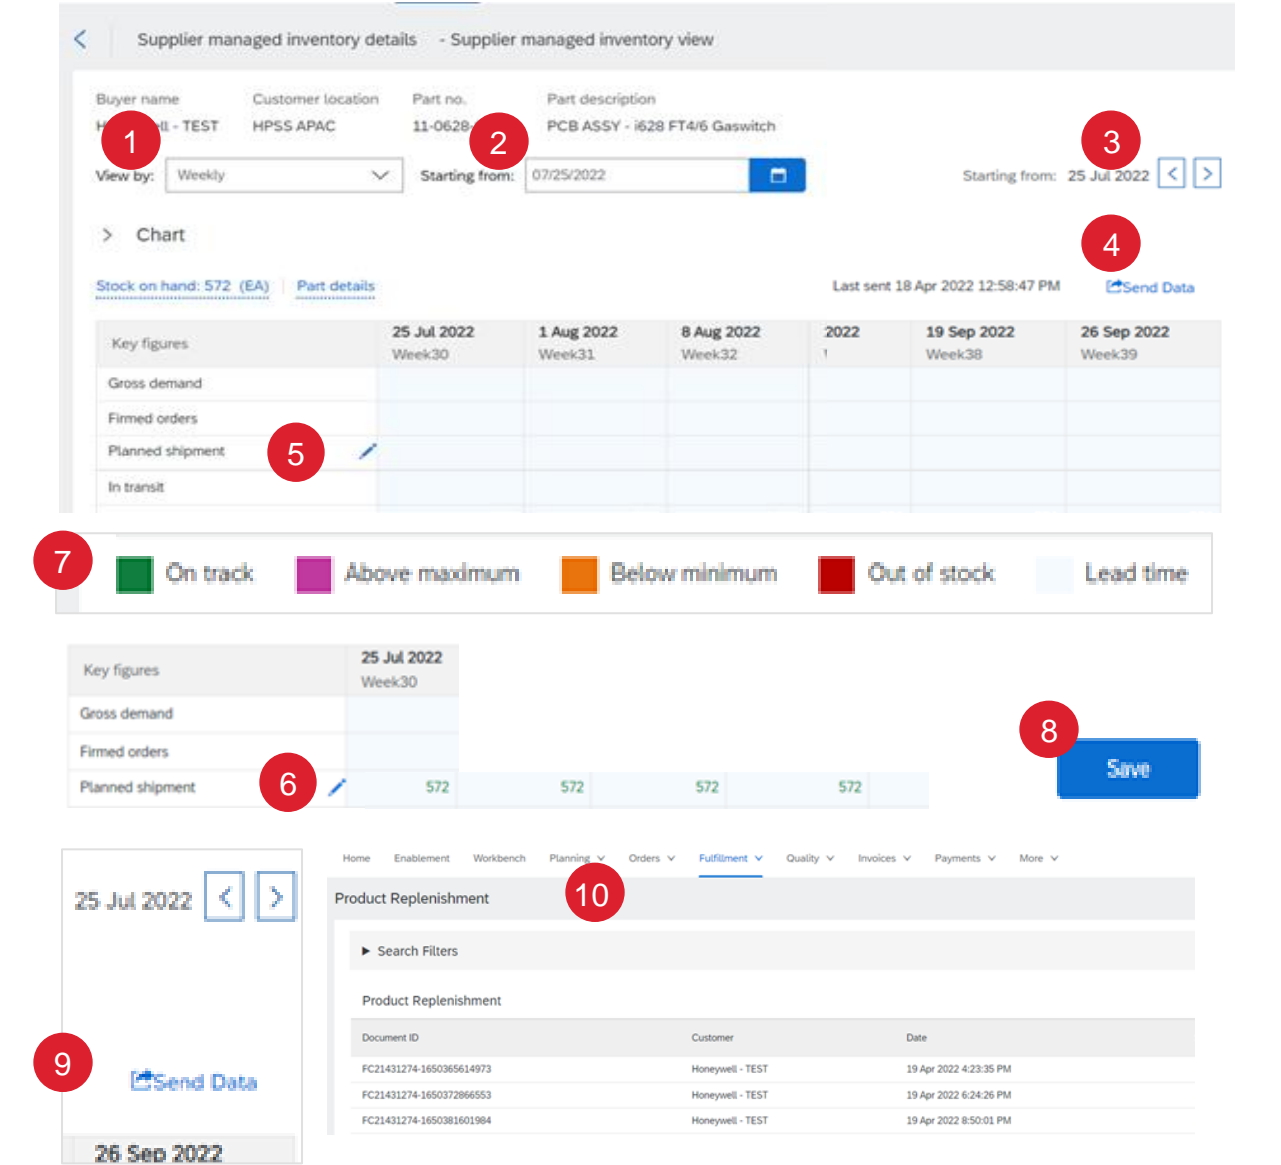 Supplier managed inventory details - Supplier managed inventory view
Buyer name Customer location Part no. Part description
- TEST HPSS APAC 11-0628- PCB ASSY - i628 FT4/6 Gaswitch
1 2 3
View by: Weekly Starting from: 07/25/2022 Starting from: 25 Jul 2022
Chart
4
Stock on hand: 572 (EA) Part details Last sent 18 Apr 2022 12:58:47 PM Send Data
Key figures 25 Jul 2022 1 Aug 2022 8 Aug 2022 2022 19 Sep 2022 26 Sep 2022
Week30 Week31 Week32 Week38 Week39
Gross demand
Firmed orders
Planned shipment 5
In transit
7 On track Above maximum Below minimum Out of stock Lead time
Key figures 25 Jul 2022
Week30
Gross demand
Firmed orders
Planned shipment 6 572 572 572 572
8 Save
25 Jul 2022
9 Send Data
26 Sep 2022
Home Enablement Workbench Planning Orders Fulfillment Quality Invoices Payments More
Product Replenishment 10
Search Filters
Product Replenishment
Document ID Customer Date
FC21431274-1650365614973 Honeywell - TEST 19 Apr 2022 4:23:35 PM
FC21431274-1650372866553 Honeywell - TEST 19 Apr 2022 6:24:26 PM
FC21431274-1650381601984 Honeywell - TEST 19 Apr 2022 8:50:01 PM